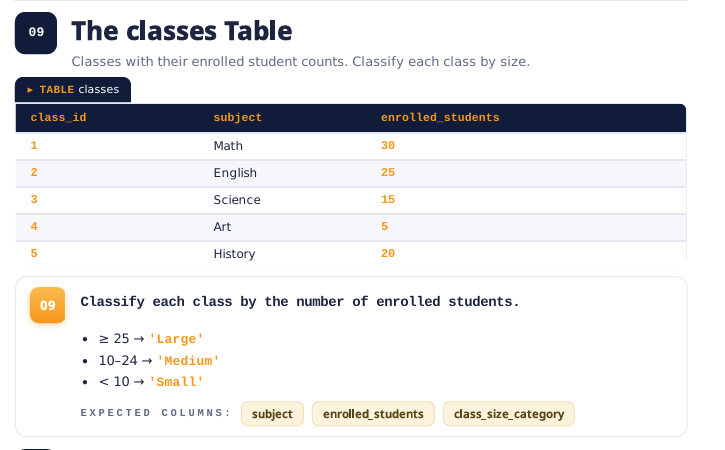 09 The classes Table
Classes with their enrolled student counts. Classify each class by size.
▸ TABLE classes
class_id subject enrolled_students
1 Math 30
2 English 25
3 Science 15
4 Art 5
5 History 20
09 Classify each class by the number of enrolled students.
• ≥ 25 → 'Large'
• 10–24 → 'Medium'
• < 10 → 'Small'
EXPECTED COLUMNS: subject enrolled_students class_size_category